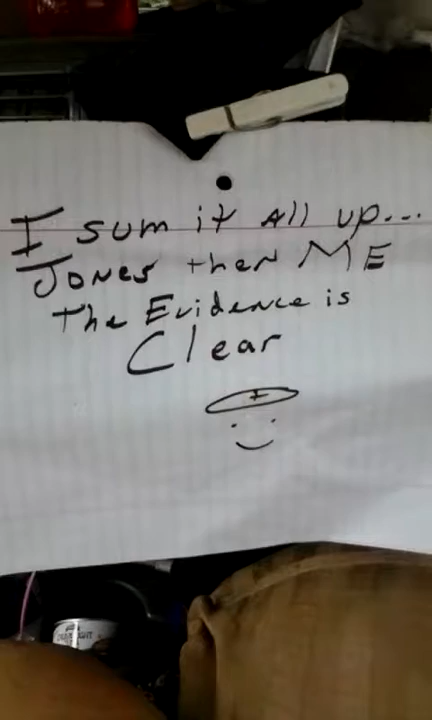 I sum it All up...
Jones then ME
the Evidence is
Clear